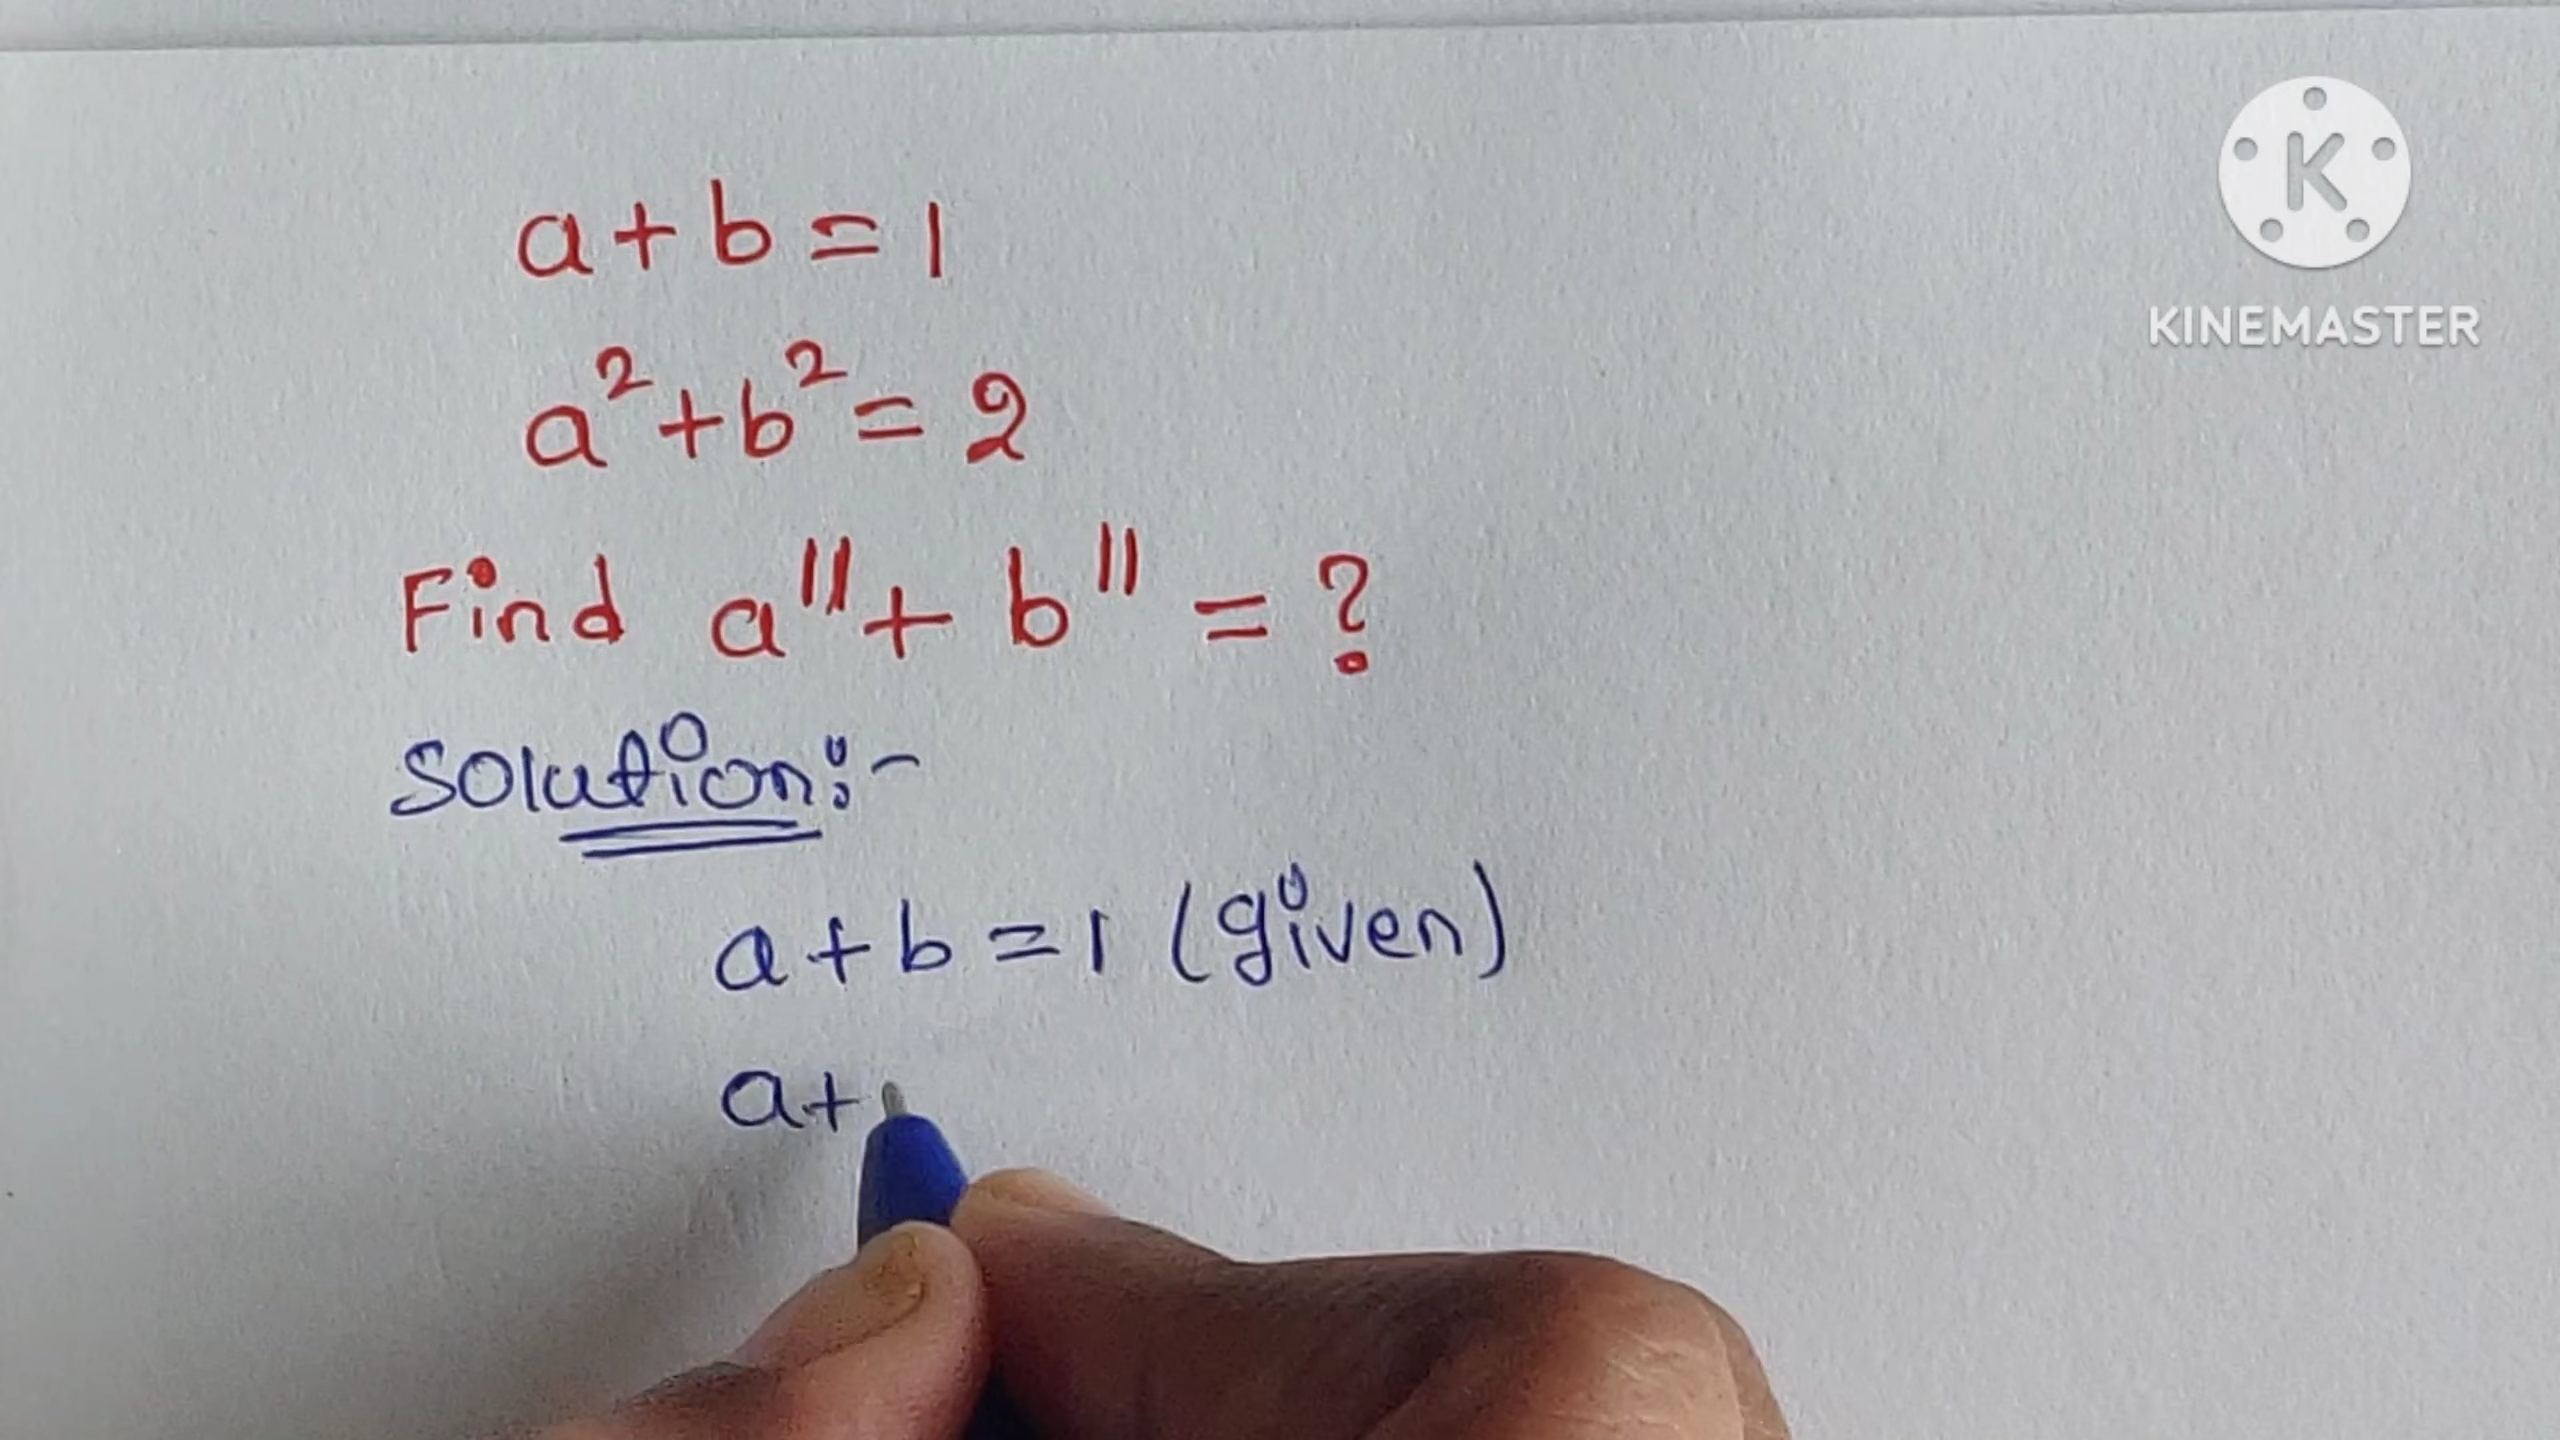 a + b = 1
K
KINEMASTER
a² + b² = 2
Find a¹¹ + b¹¹ = ?
Solution:-
a + b = 1 (given)
a +